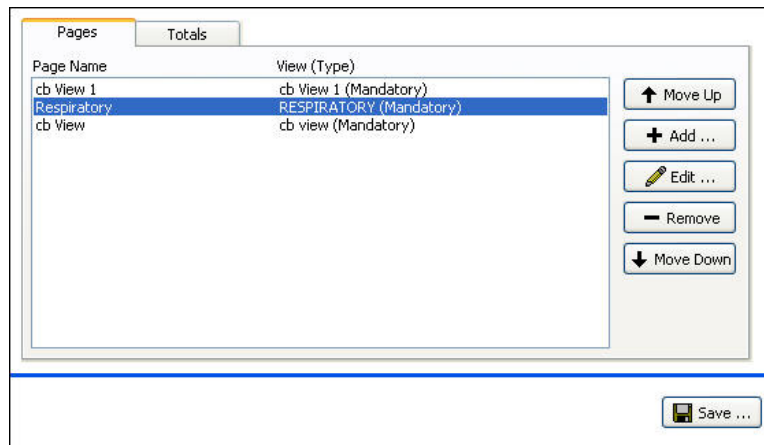 Pages Totals
Page Name View (Type)
cb View 1 cb View 1 (Mandatory)
Respiratory RESPIRATORY (Mandatory)
cb View cb view (Mandatory)
Move Up
Add ...
Edit ...
Remove
Move Down
Save ...